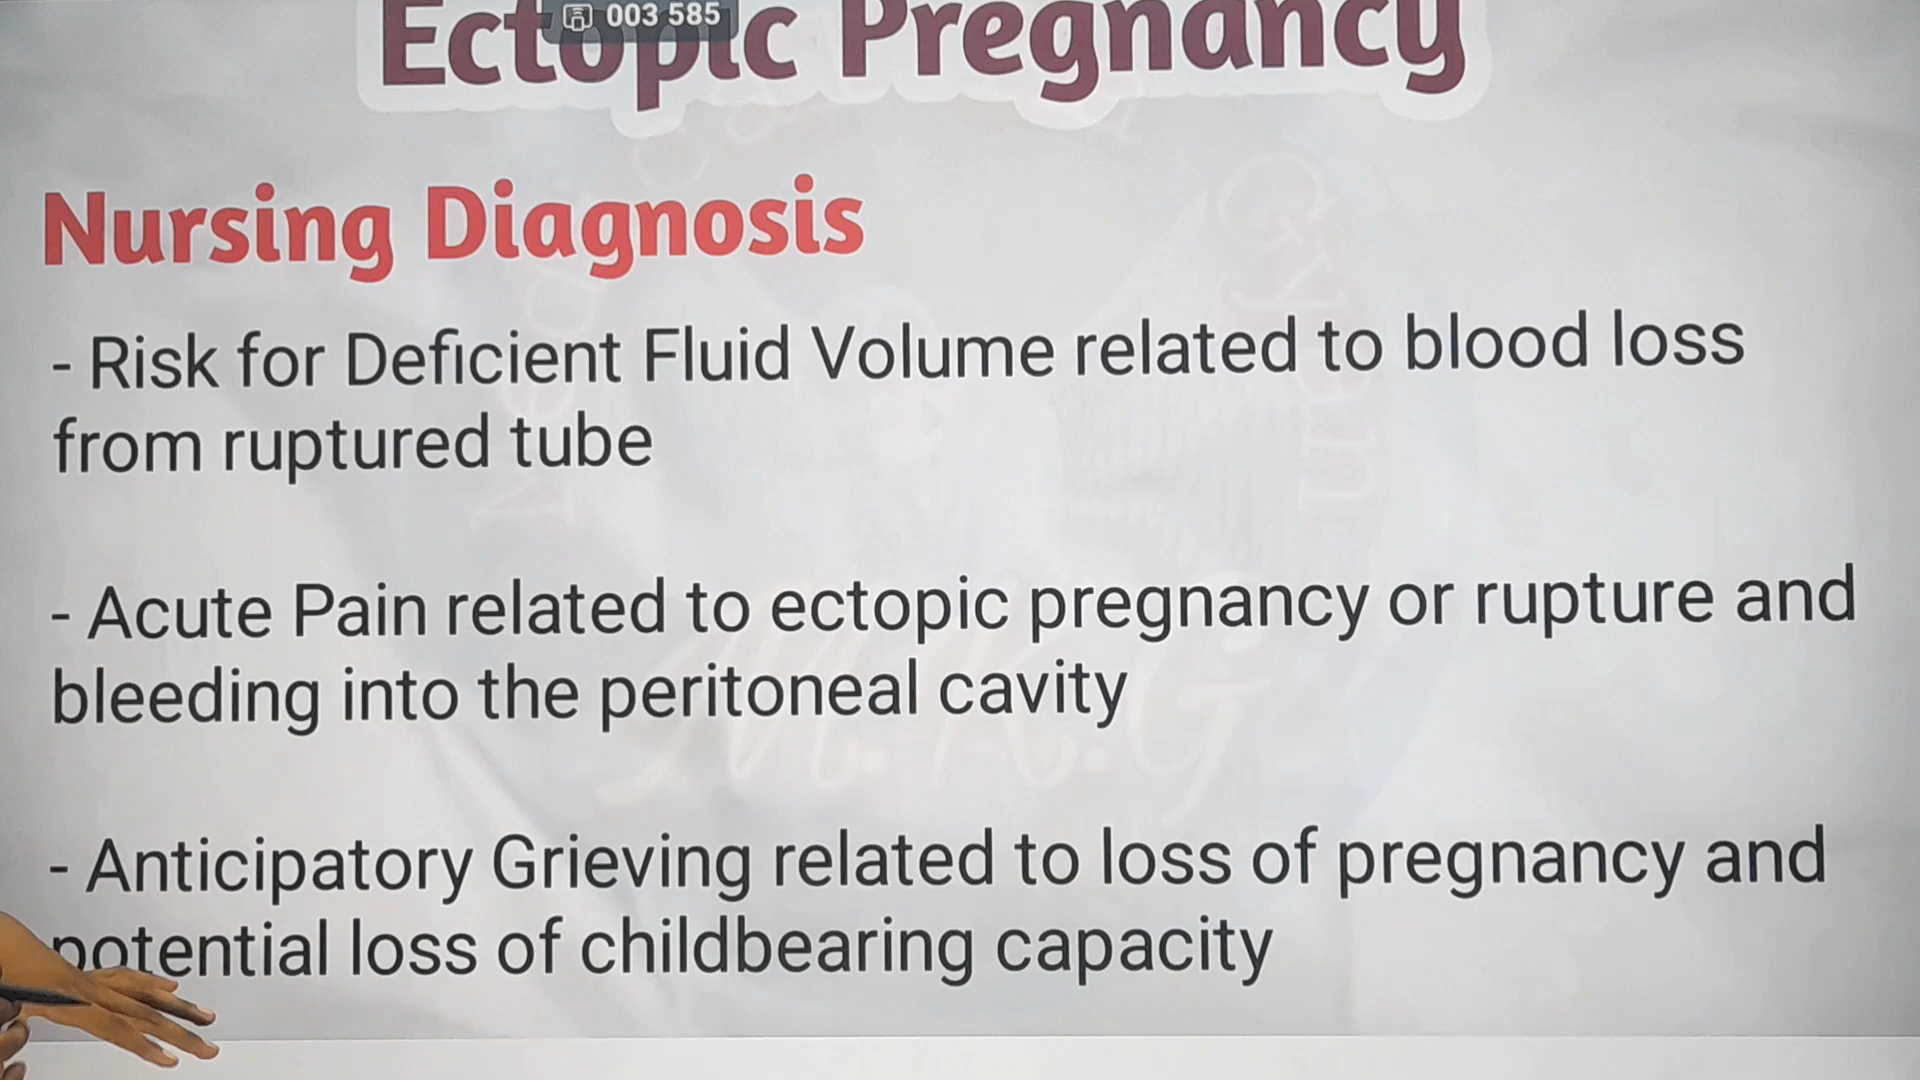 003 585
Ectopic Pregnancy
Nursing Diagnosis
- Risk for Deficient Fluid Volume related to blood loss
from ruptured tube
- Acute Pain related to ectopic pregnancy or rupture and
bleeding into the peritoneal cavity
- Anticipatory Grieving related to loss of pregnancy and
potential loss of childbearing capacity
M.K.G